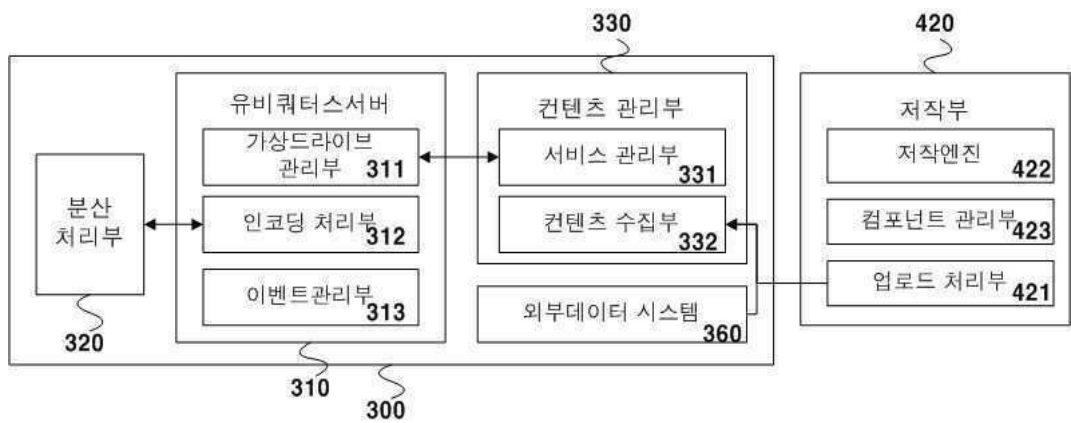 330
420
유비쿼터스서버
가상드라이브
관리부 311
인코딩 처리부 312
이벤트관리부 313
컨텐츠 관리부
서비스 관리부 331
컨텐츠 수집부 332
외부데이터 시스템 360
저작부
저작엔진 422
컴포넌트 관리부 423
업로드 처리부 421
분산
처리부
320
310
300